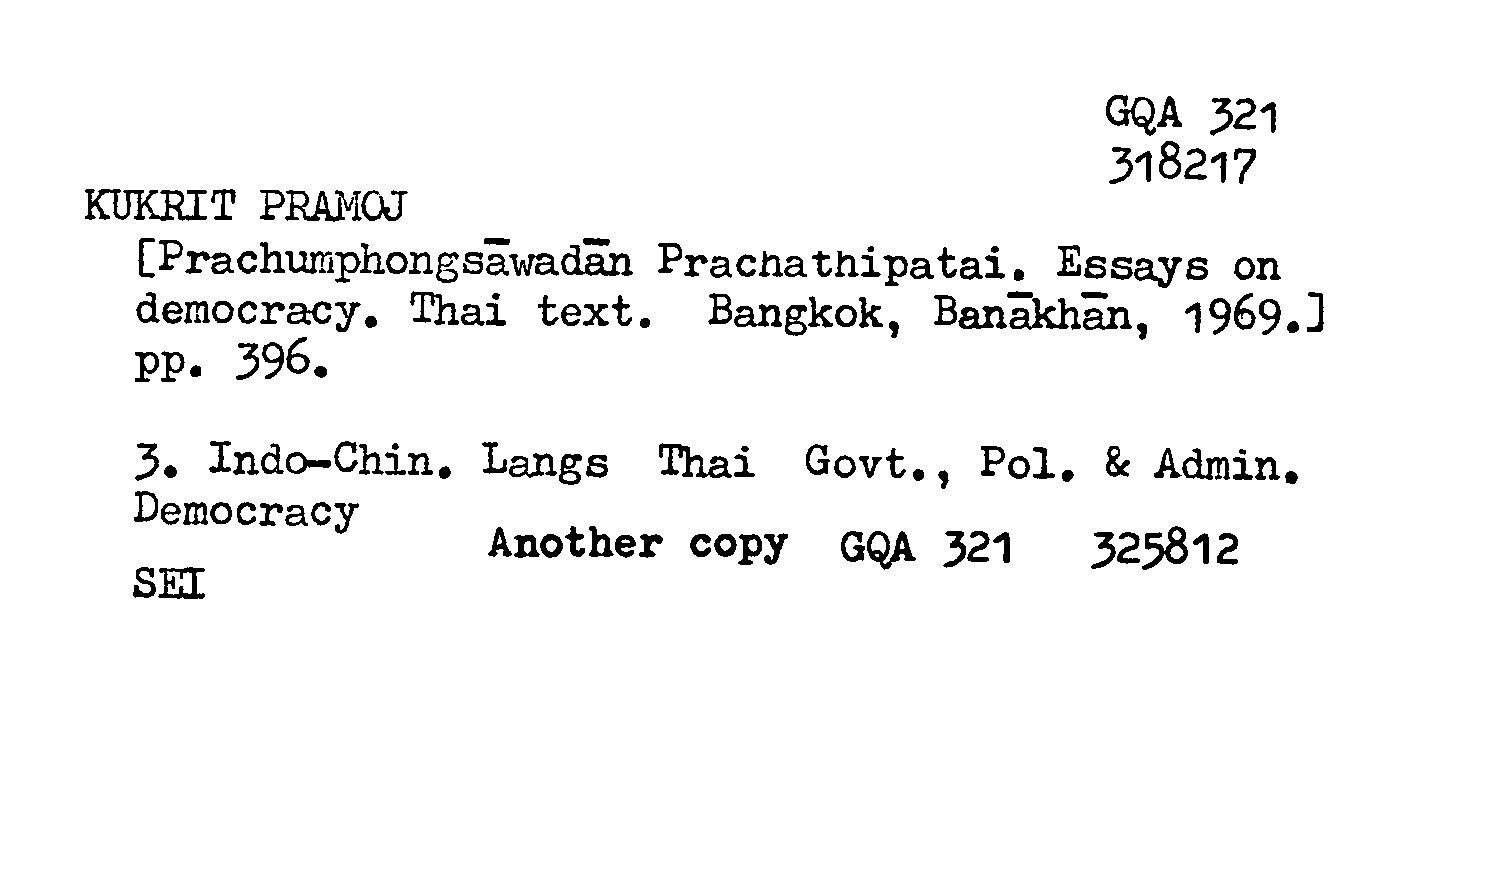 GQA 321
318217
KUKRIT PRAMOJ
[Prachumphongsāwadān Prachathipatai. Essays on
democracy. Thai text. Bangkok, Banākhān, 1969.]
pp. 396.
3. Indo-Chin. Langs Thai Govt., Pol. & Admin.
Democracy
Another copy GQA 321 325812
SEI